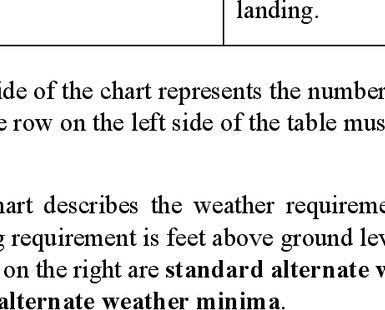 landing.
ide of the chart represents the number
e row on the left side of the table mus
hart describes the weather requireme
g requirement is feet above ground lev
on the right are standard alternate w
alternate weather minima.